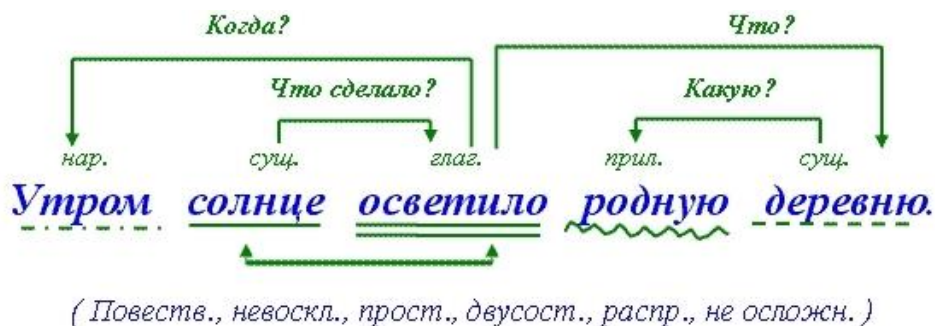 Когда? Что?
Что сделало? Какую?
нар. сущ. глаг. прил. сущ.
Утром солнце осветило родную деревню.
( Повеств., невоскл., прост., двусост., распр., не осложн. )